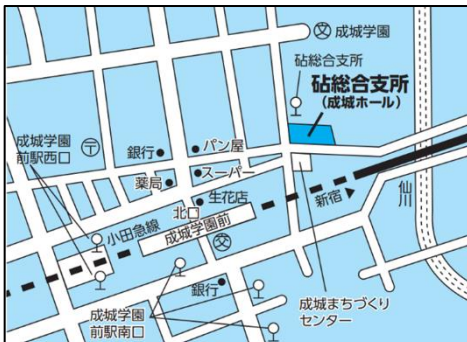 成城学園
砧総合支所
砧総合支所
(成城ホール)
成城学園
前駅西口
〒
銀行
パン屋
スーパー
薬局
生花店
北口
成城学園前
小田急線
新宿
仙川
文
文
銀行
成城学園
前駅南口
成城まちづくり
センター